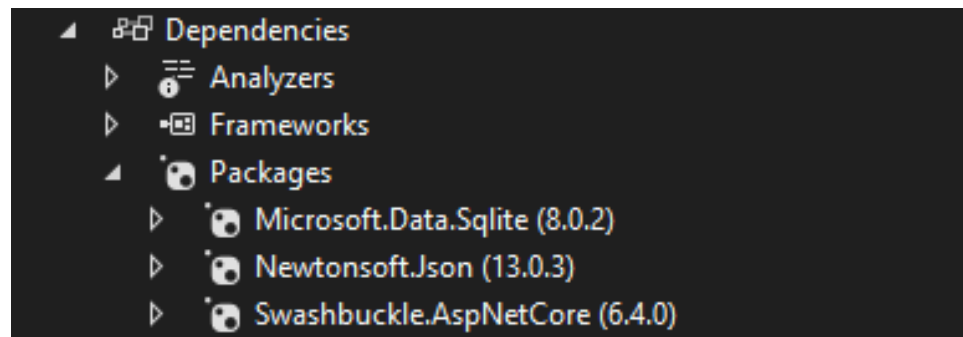 Dependencies
Analyzers
Frameworks
Packages
Microsoft.Data.Sqlite (8.0.2)
Newtonsoft.Json (13.0.3)
Swashbuckle.AspNetCore (6.4.0)